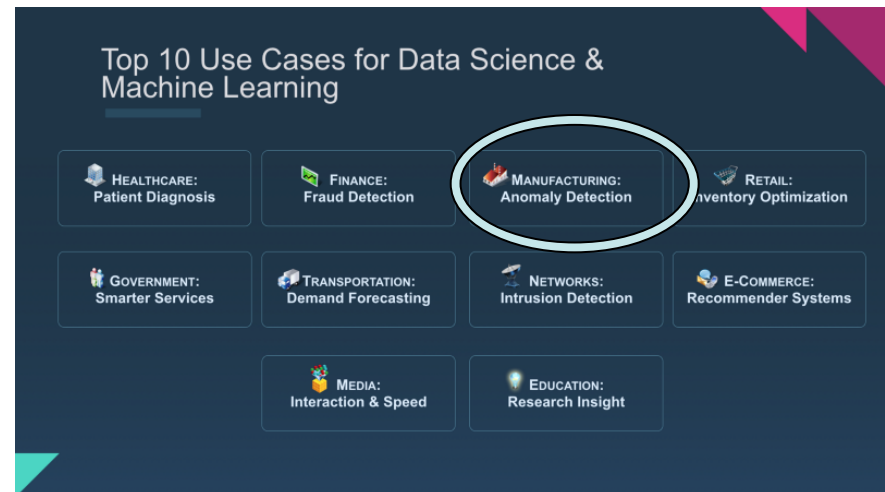 Top 10 Use Cases for Data Science &
Machine Learning
HEALTHCARE:
Patient Diagnosis
FINANCE:
Fraud Detection
MANUFACTURING:
Anomaly Detection
RETAIL:
nventory Optimization
GOVERNMENT:
Smarter Services
TRANSPORTATION:
Demand Forecasting
NETWORKS:
Intrusion Detection
E-COMMERCE:
Recommender Systems
MEDIA:
Interaction & Speed
EDUCATION:
Research Insight